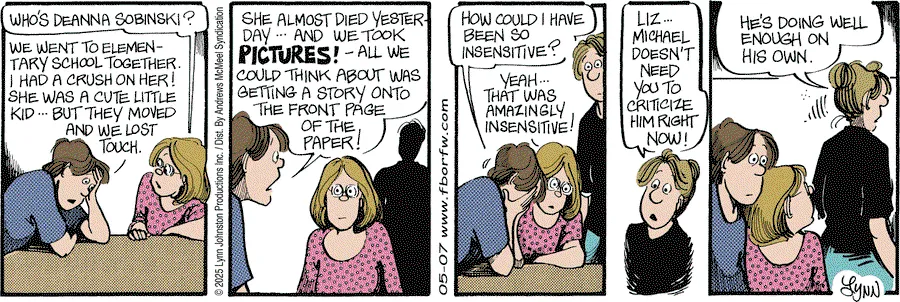 WHO'S DEANNA SOBINSKI?
WE WENT TO ELEMEN-
TARY SCHOOL TOGETHER.
I HAD A CRUSH ON HER!
SHE WAS A CUTE LITTLE
KID... BUT THEY MOVED
AND WE LOST
TOUCH.
© 2025 Lynn Johnston Productions Inc. / Dist. By Andrews McMeel Syndication
SHE ALMOST DIED YESTER-
DAY... AND WE TOOK
PICTURES! - ALL WE
COULD THINK ABOUT WAS
GETTING A STORY ONTO
THE FRONT PAGE
OF THE
PAPER!
05-07 www.fborfw.com
HOW COULD I HAVE
BEEN SO
INSENSITIVE?
YEAH...
THAT WAS
AMAZINGLY
INSENSITIVE!
LIZ...
MICHAEL
DOESN'T
NEED
YOU TO
CRITICIZE
HIM RIGHT
NOW!
HE'S DOING WELL
ENOUGH ON
HIS OWN.
LYNN